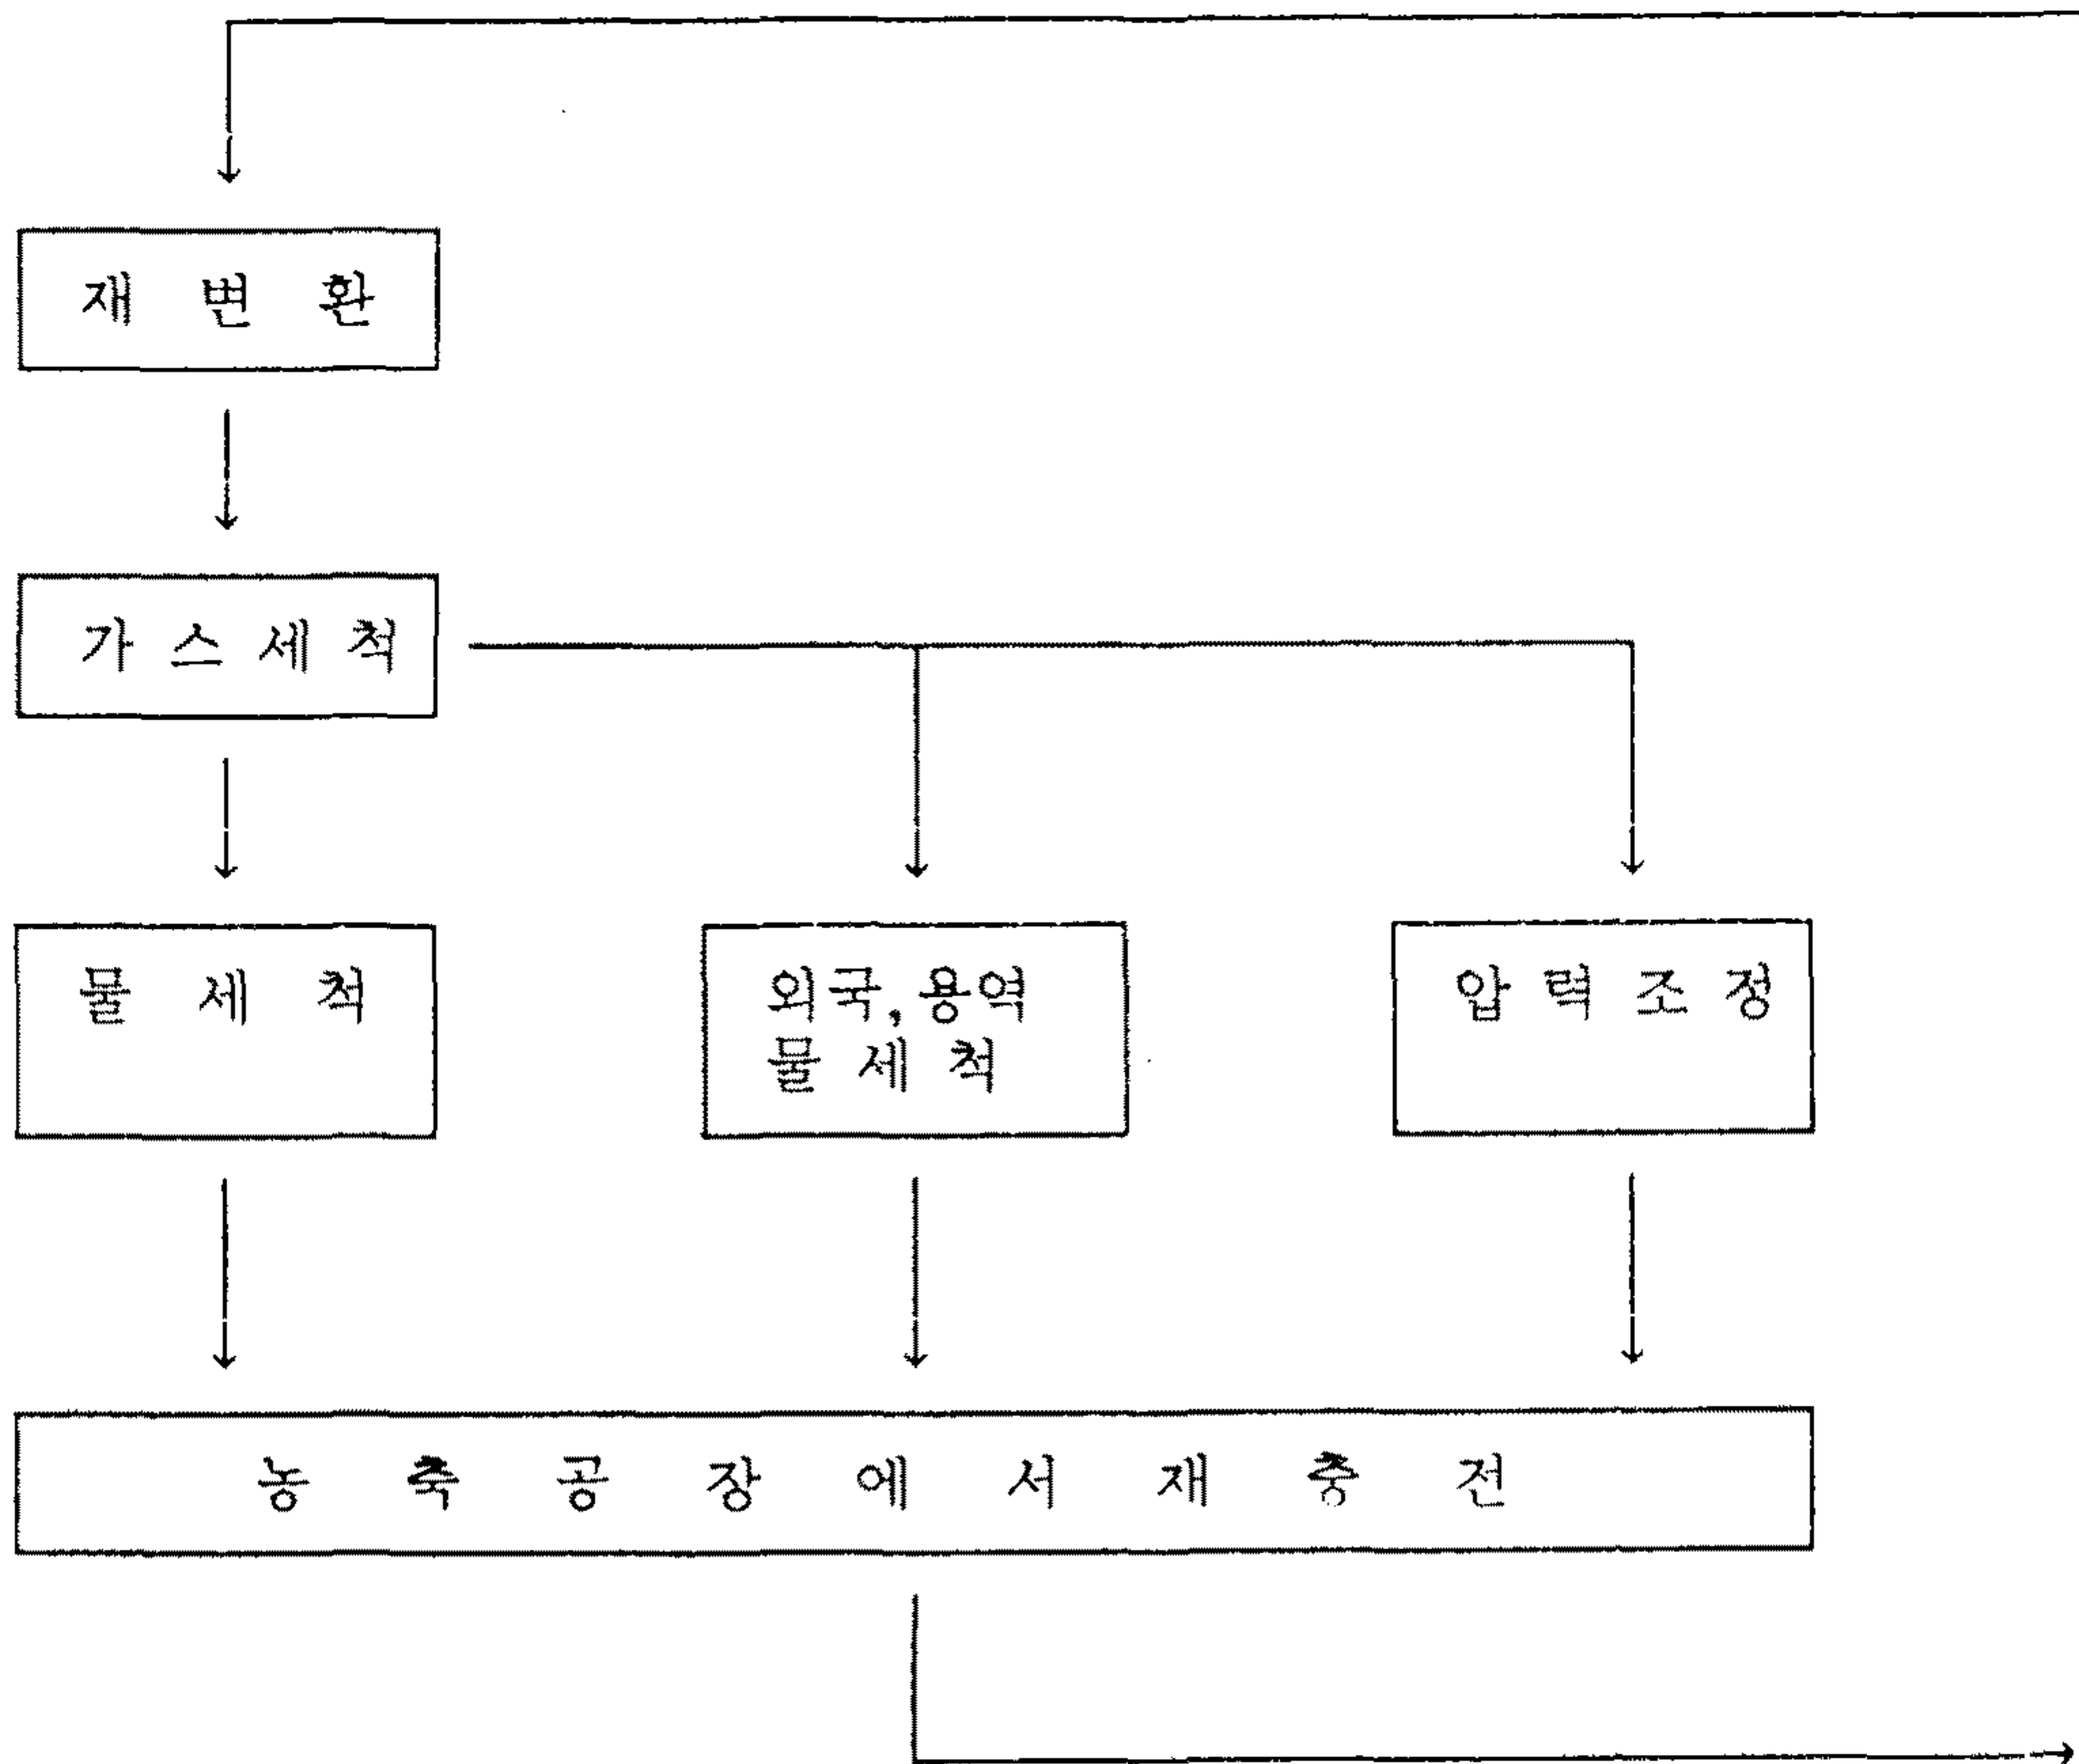 재 변 환
가 스 세 척
물 세 척
외국, 용역
물 세 척
압 력 조 정
농 축 공 장 에 서 재 충 전